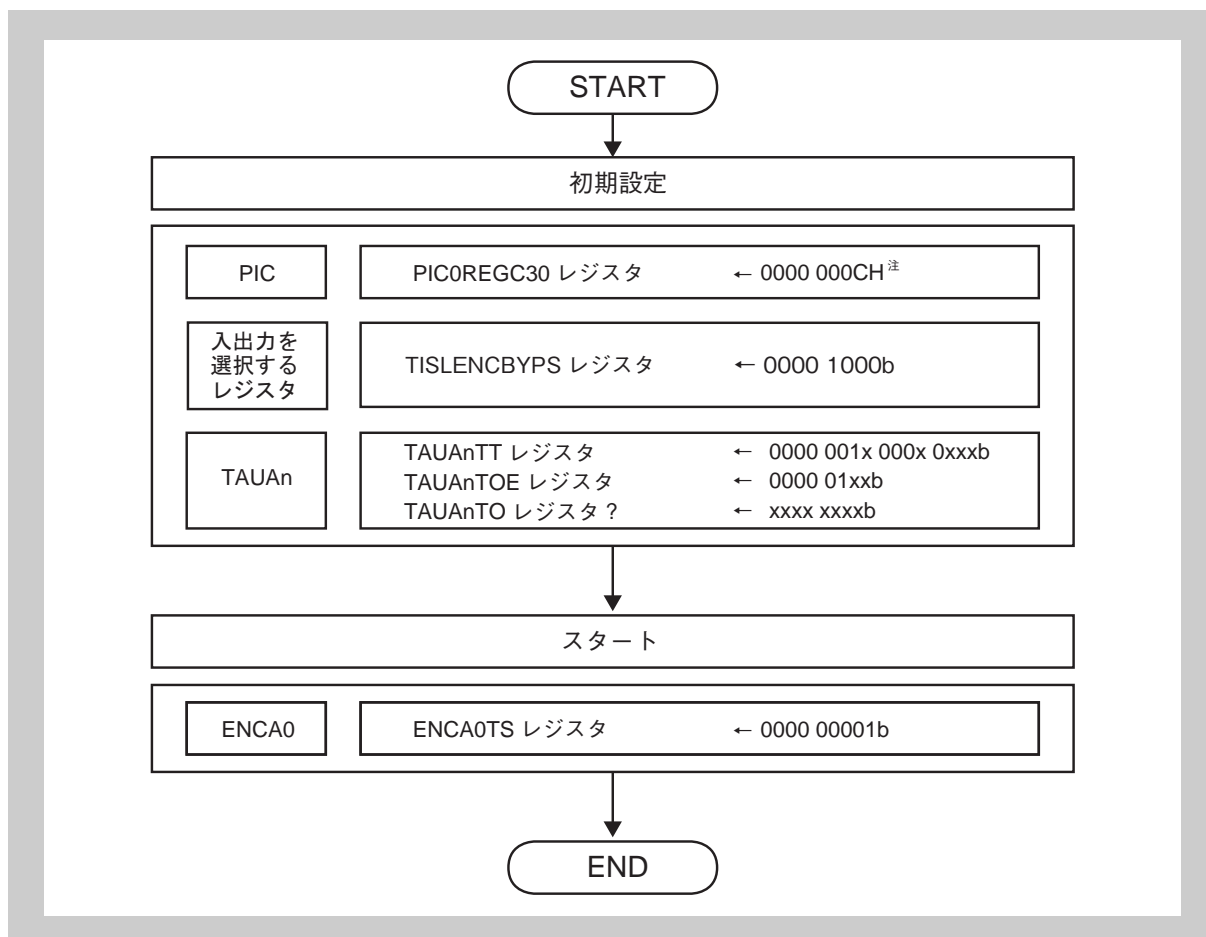 START
初期設定
PIC
PIC0REGC30 レジスタ ← 0000 000CH注
入出力を
選択する
レジスタ
TISLENCBYPS レジスタ ← 0000 1000b
TAUAn
TAUAnTT レジスタ ← 0000 001x 000x 0xxxb
TAUAnTOE レジスタ ← 0000 01xxb
TAUAnTO レジスタ ? ← xxxx xxxxb
スタート
ENCA0
ENCA0TS レジスタ ← 0000 00001b
END